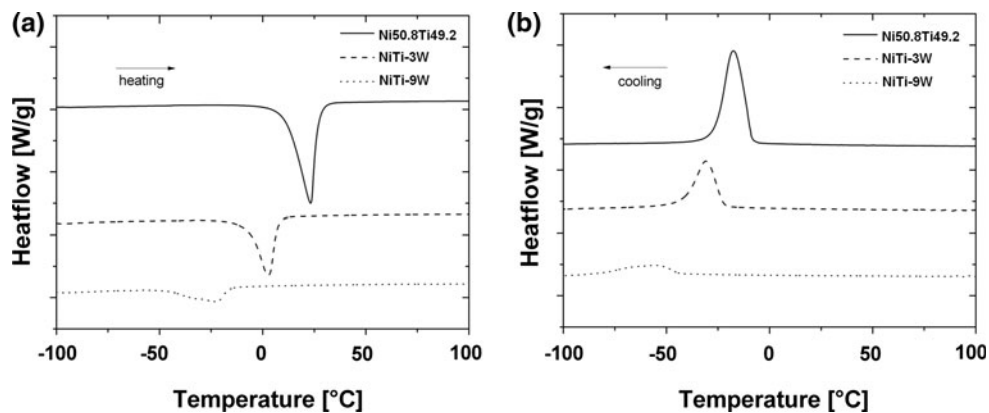 (a)
Ni50.8Ti49.2
NiTi-3W
NiTi-9W
heating
Heatflow [W/g]
-100 -50 0 50 100
Temperature [°C]
(b)
Ni50.8Ti49.2
NiTi-3W
NiTi-9W
cooling
Heatflow [W/g]
-100 -50 0 50 100
Temperature [°C]